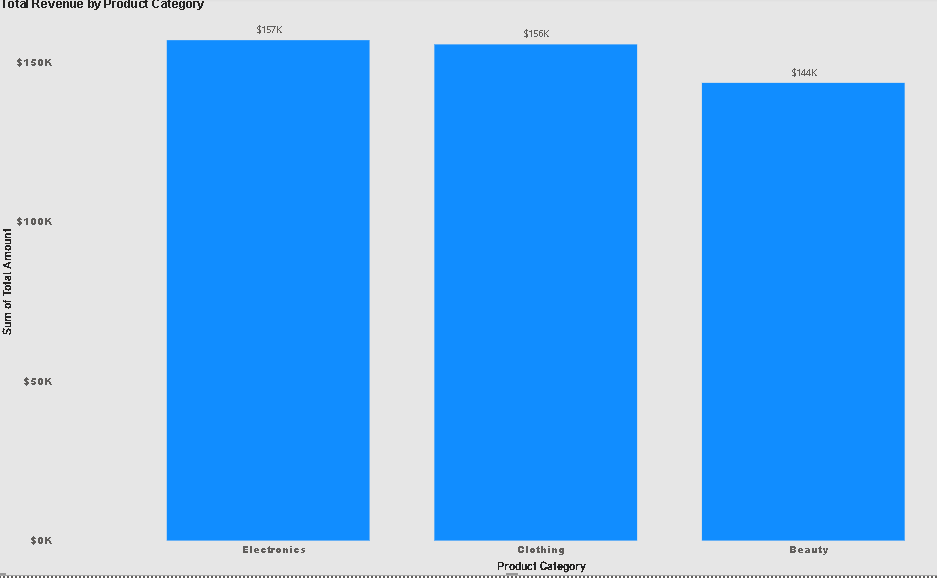 Total Revenue by Product Category
$157K
$156K
$144K
$150K
$100K
$50K
$0K
Sum of Total Amount
Electronics
Clothing
Beauty
Product Category